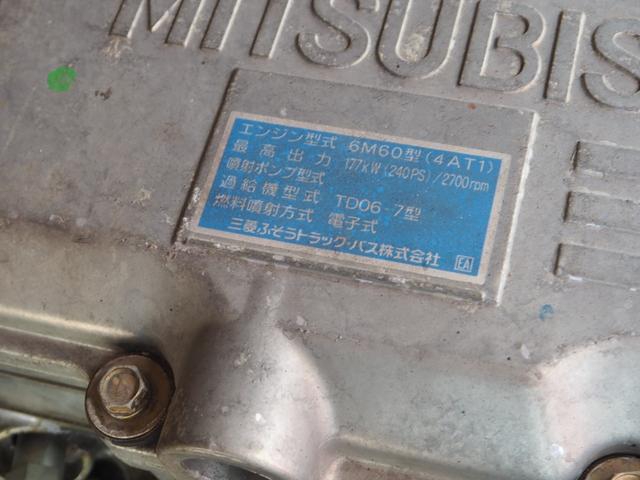 MITSUBIS
エンジン型式 6M60型(4AT1)
最高出力 177kW(240PS)/2700rpm
噴射ポンプ型式
過給機型式 TD06-7型
燃料噴射方式 電子式
三菱ふそうトラック・バス株式会社
EA